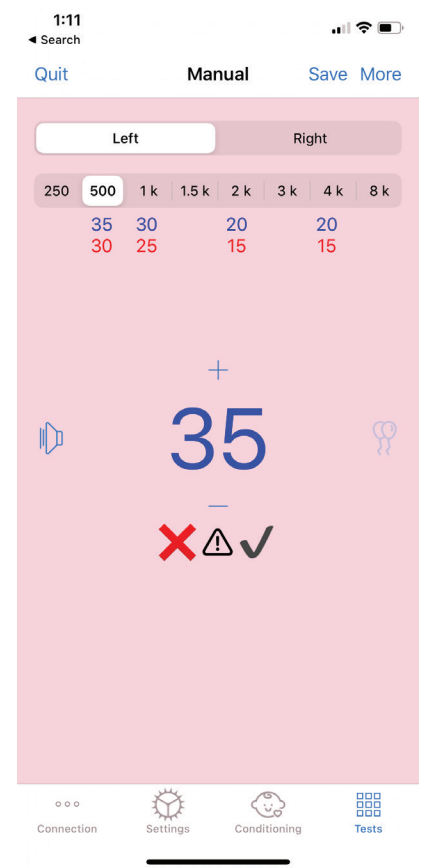 1:11
◀ Search
Quit Manual Save More
Left Right
250 500 1 k 1.5 k 2 k 3 k 4 k 8 k
35 30 20 20
30 25 15 15
+
35
−
Connection Settings Conditioning Tests